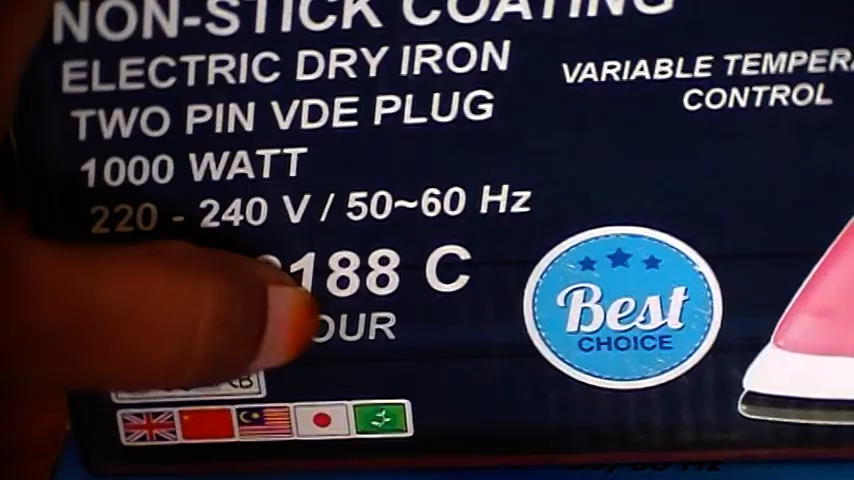 NON-STICK COATING
ELECTRIC DRY IRON
TWO PIN VDE PLUG
1000 WATT
220 - 240 V / 50~60 Hz
188 C
OUR
VARIABLE TEMPERA
CONTROL
Best
CHOICE